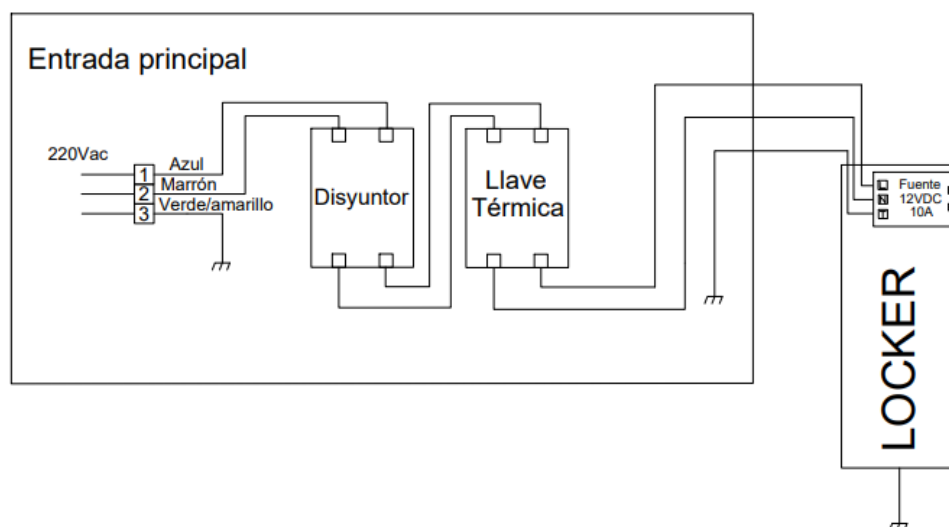 Entrada principal
220Vac
1 Azul
2 Marrón
3 Verde/amarillo
Disyuntor
Llave
Térmica
L Fuente
N 12VDC
T 10A
LOCKER